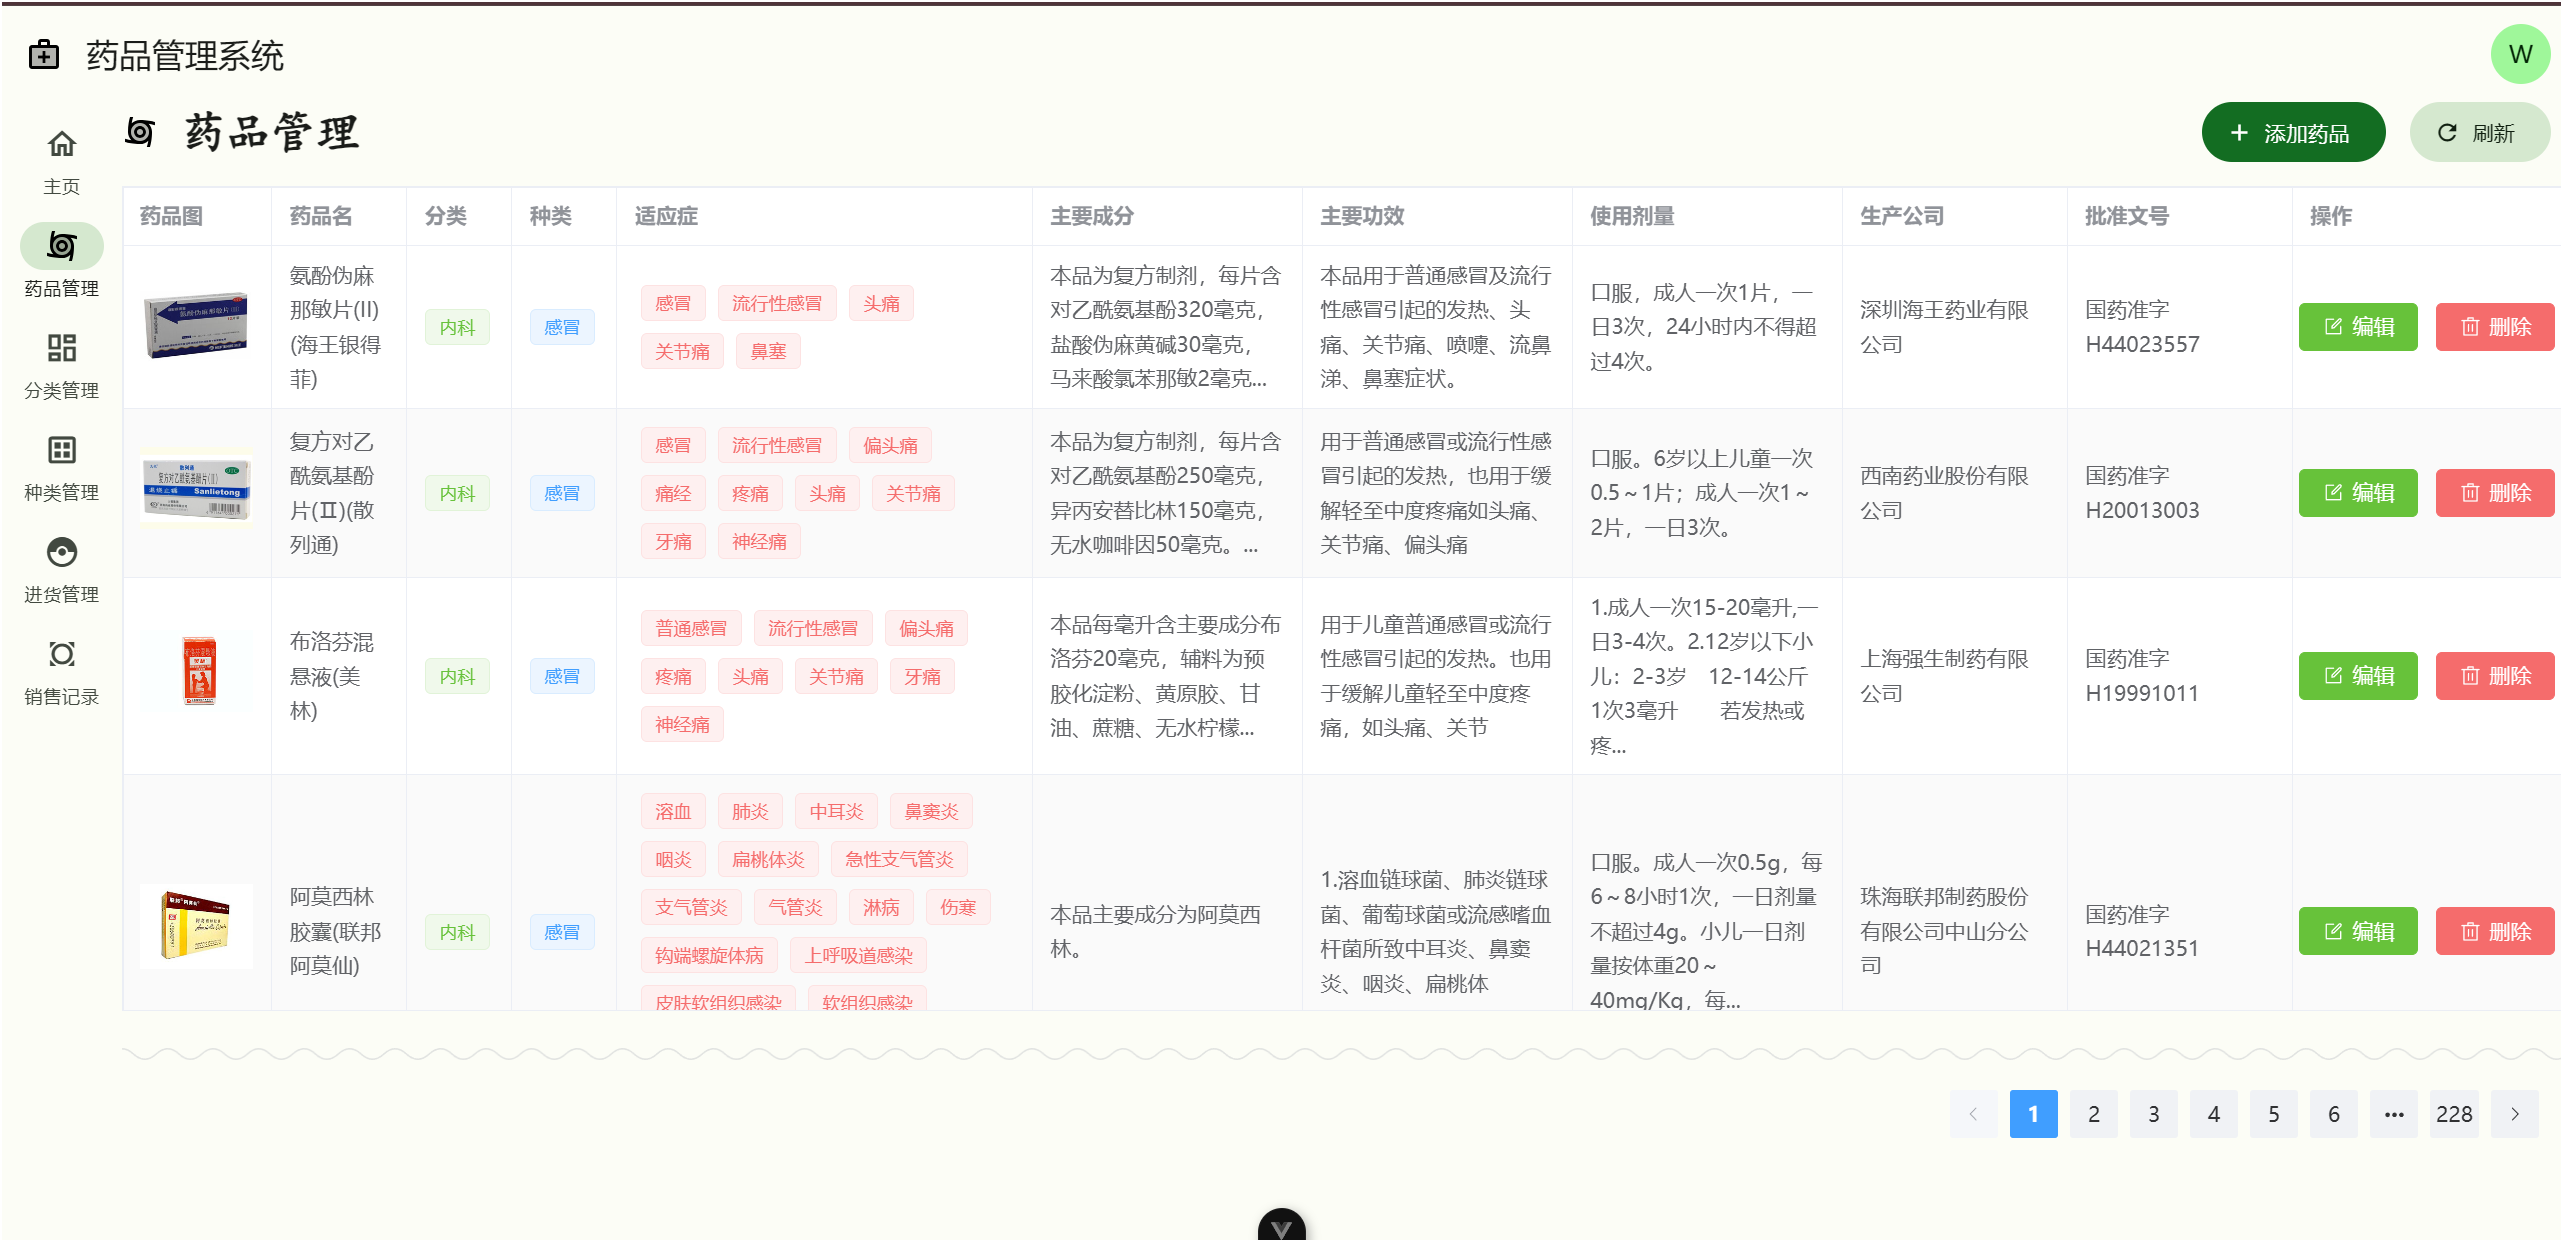 药品管理系统
W
药品管理
添加药品
刷新
主页
药品管理
分类管理
种类管理
进货管理
销售记录
药品图 药品名 分类 种类 适应症 主要成分 主要功效 使用剂量 生产公司 批准文号 操作
氨酚伪麻
那敏片(II)
(海王银得
菲)
内科
感冒
感冒 流行性感冒 头痛
关节痛 鼻塞
本品为复方制剂，每片含
对乙酰氨基酚320毫克，
盐酸伪麻黄碱30毫克，
马来酸氯苯那敏2毫克...
本品用于普通感冒及流行
性感冒引起的发热、头
痛、关节痛、喷嚏、流鼻
涕、鼻塞症状。
口服，成人一次1片，一
日3次，24小时内不得超
过4次。
深圳海王药业有限
公司
国药准字
H44023557
编辑 删除
复方对乙
酰氨基酚
片(Ⅱ)(散
列通)
Sanlietong
内科
感冒
感冒 流行性感冒 偏头痛
痛经 疼痛 头痛 关节痛
牙痛 神经痛
本品为复方制剂，每片含
对乙酰氨基酚250毫克，
异丙安替比林150毫克，
无水咖啡因50毫克。...
用于普通感冒或流行性感
冒引起的发热，也用于缓
解轻至中度疼痛如头痛、
关节痛、偏头痛
口服。6岁以上儿童一次
0.5～1片；成人一次1～
2片，一日3次。
西南药业股份有限
公司
国药准字
H20013003
编辑 删除
布洛芬混
悬液(美
林)
内科
感冒
普通感冒 流行性感冒 偏头痛
疼痛 头痛 关节痛 牙痛
神经痛
本品每毫升含主要成分布
洛芬20毫克，辅料为预
胶化淀粉、黄原胶、甘
油、蔗糖、无水柠檬...
用于儿童普通感冒或流行
性感冒引起的发热。也用
于缓解儿童轻至中度疼
痛，如头痛、关节
1.成人一次15-20毫升,一
日3-4次。2.12岁以下小
儿：2-3岁 12-14公斤
1次3毫升 若发热或
疼...
上海强生制药有限
公司
国药准字
H19991011
编辑 删除
阿莫西林
胶囊(联邦
阿莫仙)
内科
感冒
溶血 肺炎 中耳炎 鼻窦炎
咽炎 扁桃体炎 急性支气管炎
支气管炎 气管炎 淋病 伤寒
钩端螺旋体病 上呼吸道感染
皮肤软组织感染 软组织感染
本品主要成分为阿莫西
林。
1.溶血链球菌、肺炎链球
菌、葡萄球菌或流感嗜血
杆菌所致中耳炎、鼻窦
炎、咽炎、扁桃体
口服。成人一次0.5g，每
6～8小时1次，一日剂量
不超过4g。小儿一日剂
量按体重20～
40mg/Kg，每...
珠海联邦制药股份
有限公司中山分公
司
国药准字
H44021351
编辑 删除
1 2 3 4 5 6 ••• 228